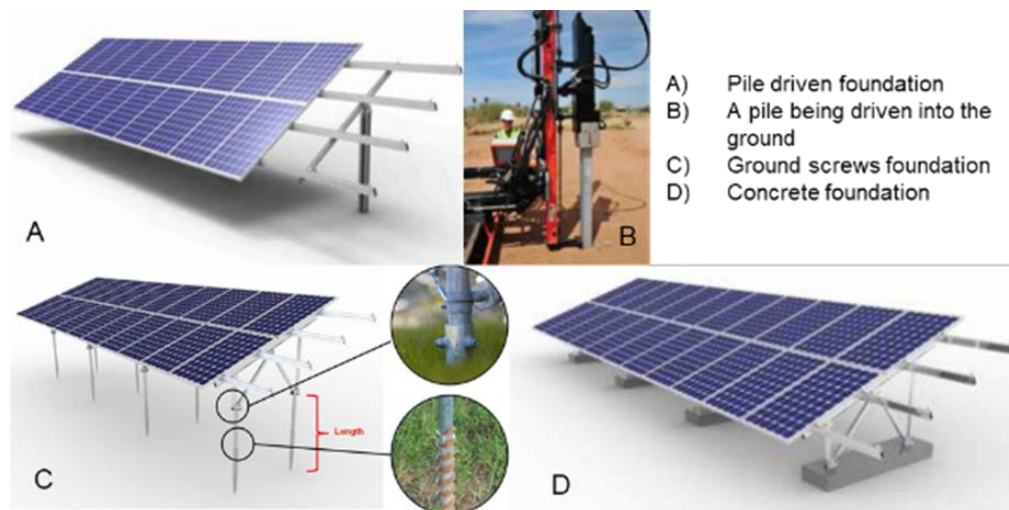 A
B
A) Pile driven foundation
B) A pile being driven into the
ground
C) Ground screws foundation
D) Concrete foundation
Length
C
D